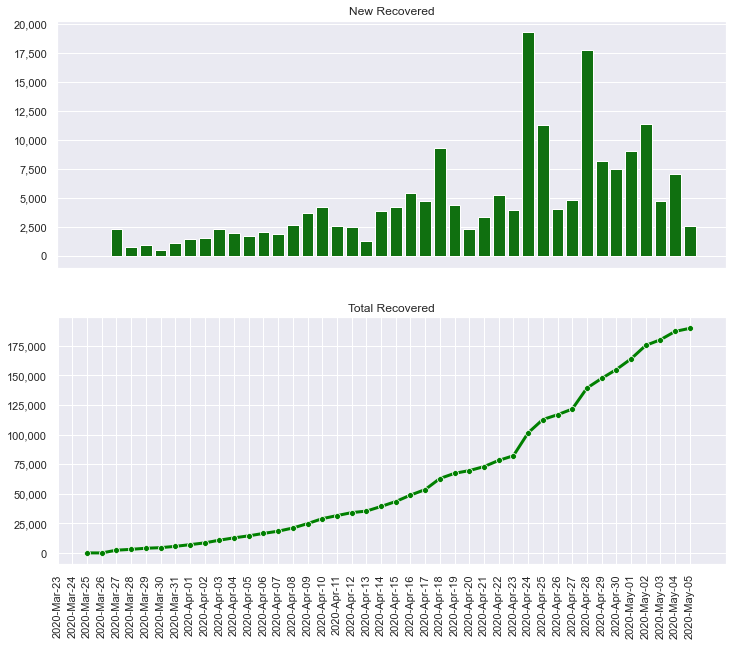 New Recovered
20,000
17,500
15,000
12,500
10,000
7,500
5,000
2,500
0
Total Recovered
175,000
150,000
125,000
100,000
75,000
50,000
25,000
0
2020-Mar-23
2020-Mar-24
2020-Mar-25
2020-Mar-26
2020-Mar-27
2020-Mar-28
2020-Mar-29
2020-Mar-30
2020-Mar-31
2020-Apr-01
2020-Apr-02
2020-Apr-03
2020-Apr-04
2020-Apr-05
2020-Apr-06
2020-Apr-07
2020-Apr-08
2020-Apr-09
2020-Apr-10
2020-Apr-11
2020-Apr-12
2020-Apr-13
2020-Apr-14
2020-Apr-15
2020-Apr-16
2020-Apr-17
2020-Apr-18
2020-Apr-19
2020-Apr-20
2020-Apr-21
2020-Apr-22
2020-Apr-23
2020-Apr-24
2020-Apr-25
2020-Apr-26
2020-Apr-27
2020-Apr-28
2020-Apr-29
2020-Apr-30
2020-May-01
2020-May-02
2020-May-03
2020-May-04
2020-May-05